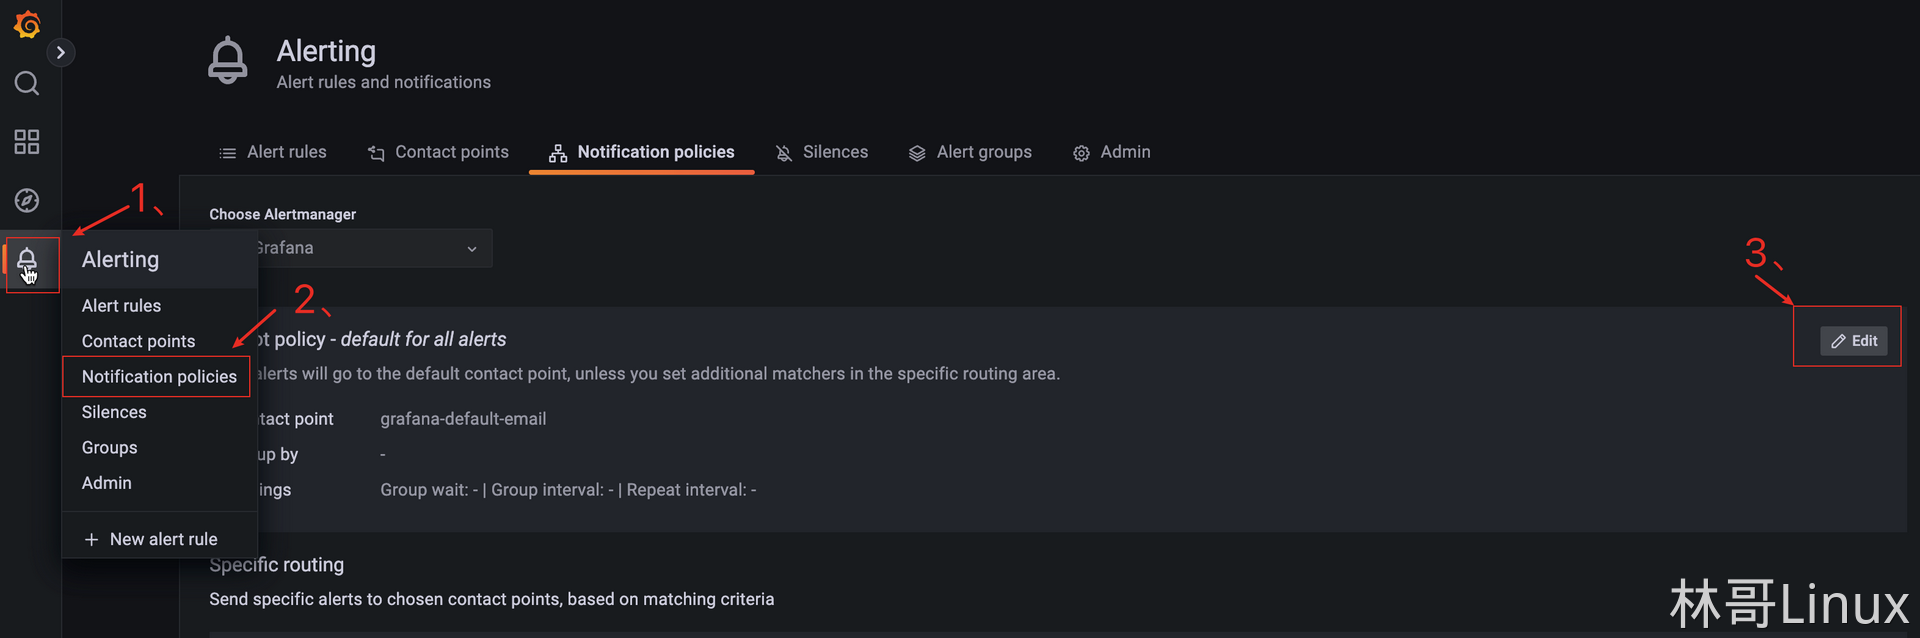 Alerting
Alert rules and notifications
Alert rules
Contact points
Notification policies
Silences
Alert groups
Admin
1、
Choose Alertmanager
Grafana
Alerting
Alert rules
Contact points
Notification policies
Silences
Groups
Admin
+ New alert rule
2、
3、
ot policy - default for all alerts
Edit
alerts will go to the default contact point, unless you set additional matchers in the specific routing area.
tact point grafana-default-email
up by -
ings Group wait: - | Group interval: - | Repeat interval: -
Specific routing
Send specific alerts to chosen contact points, based on matching criteria
林哥Linux